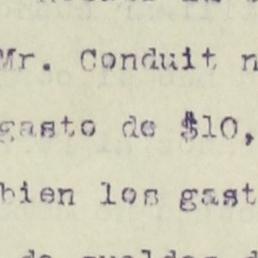 Mr. Conduit n
gasto de $10,
bien los gast